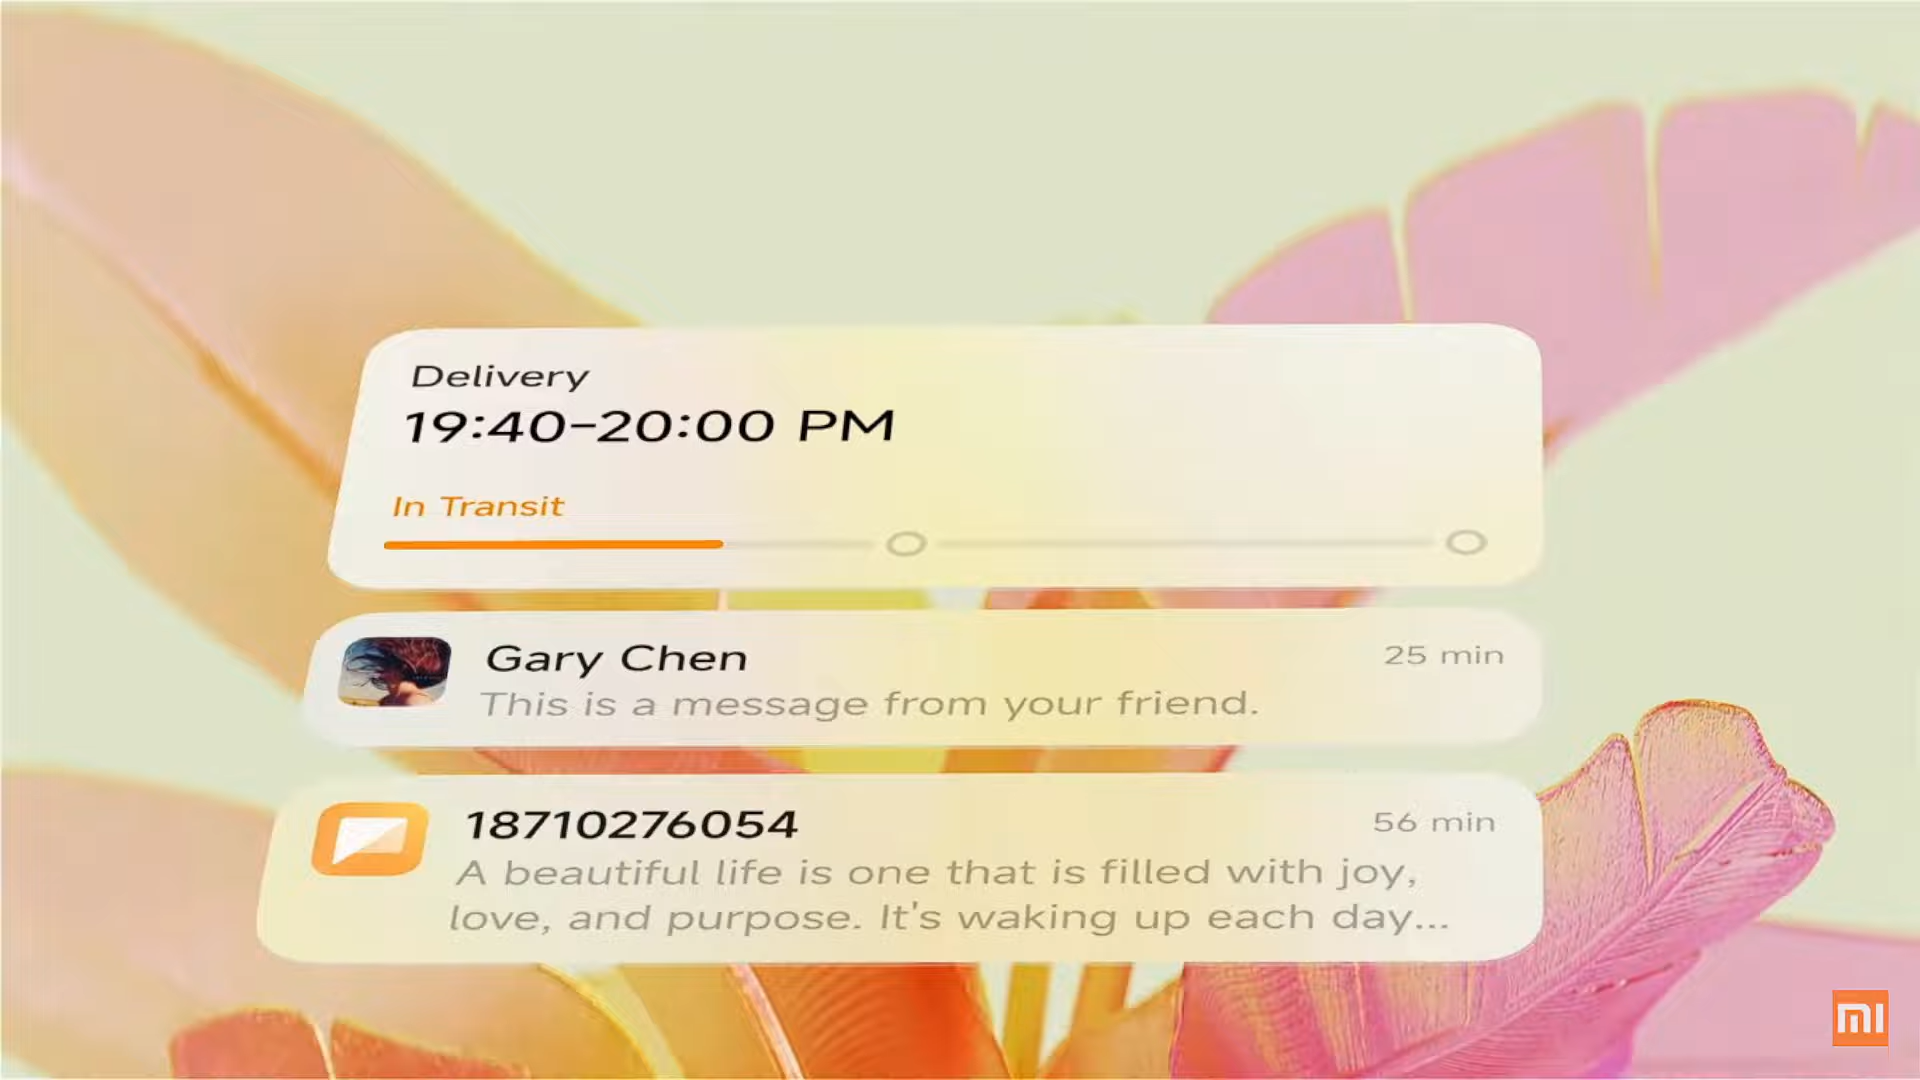 Delivery
19:40-20:00 PM
In Transit
Gary Chen
25 min
This is a message from your friend.
18710276054
56 min
A beautiful life is one that is filled with joy,
love, and purpose. It's waking up each day...
mi